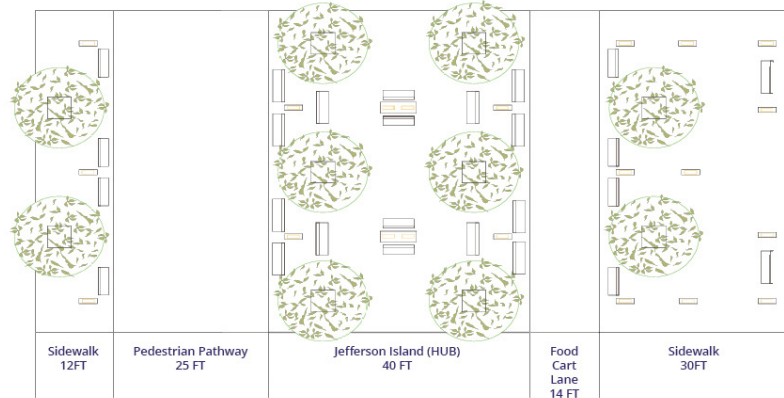 Sidewalk
12FT
Pedestrian Pathway
25 FT
Jefferson Island (HUB)
40 FT
Food
Cart
Lane
14 FT
Sidewalk
30FT